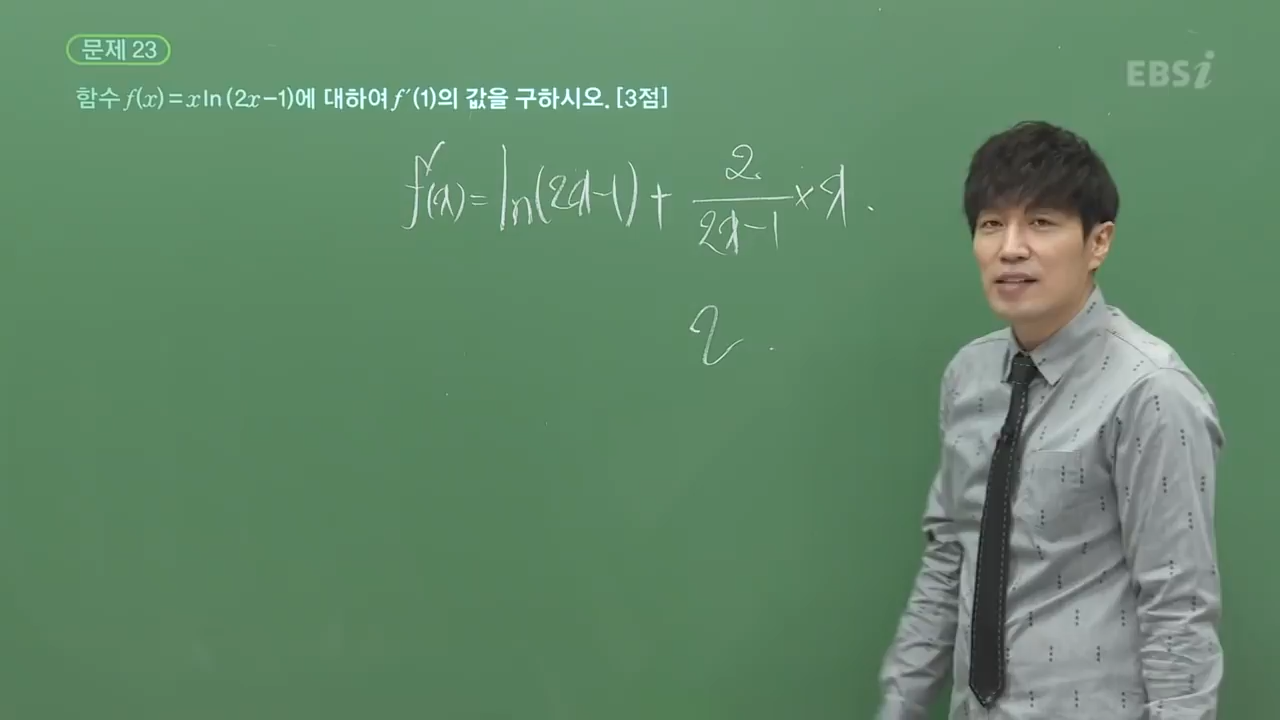 문제 23
EBSi
함수 f(x)=x ln(2x-1)에 대하여 f′(1)의 값을 구하시오. [3점]
f′(x)= ln(2x-1) + 2/(2x-1) × x .
2 .